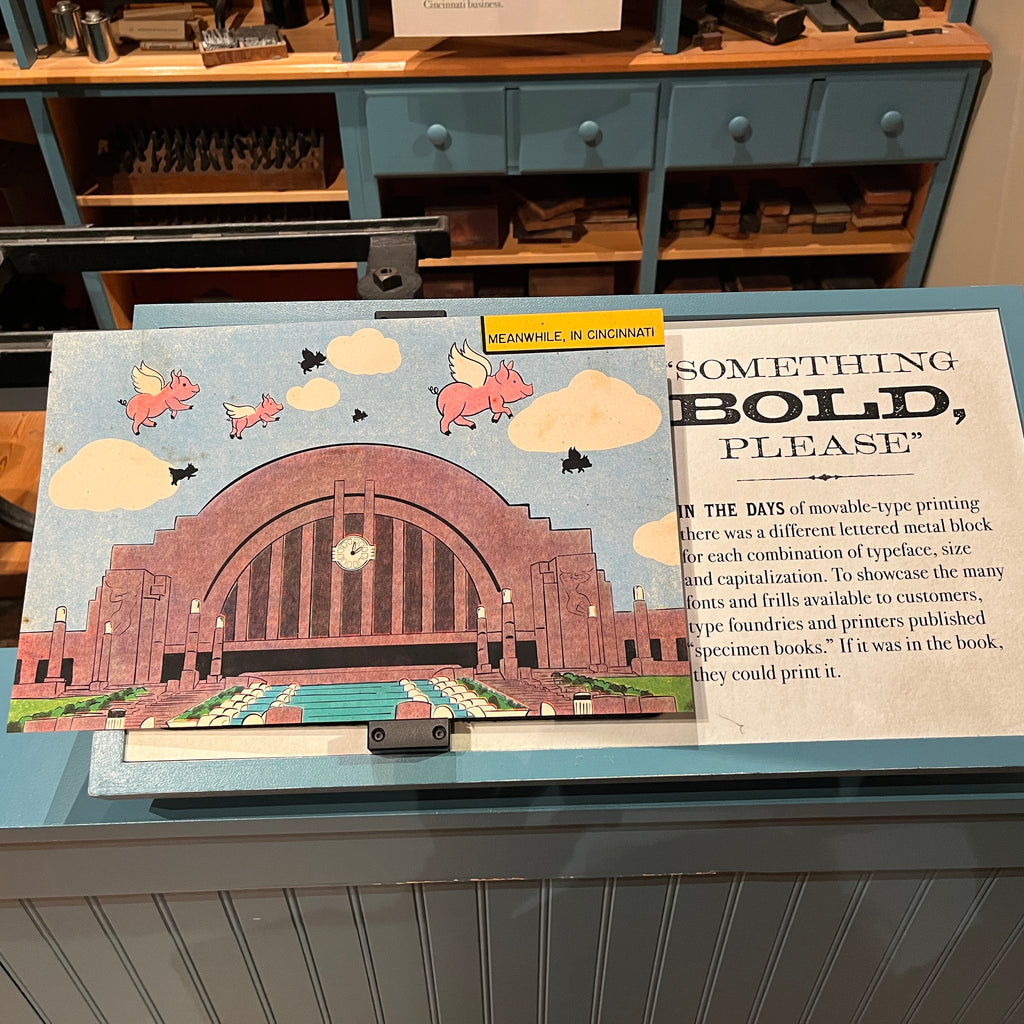 Cincinnati business.
MEANWHILE, IN CINCINNATI
"SOMETHING
BOLD,
PLEASE"
IN THE DAYS of movable-type printing
there was a different lettered metal block
for each combination of typeface, size
and capitalization. To showcase the many
fonts and frills available to customers,
type foundries and printers published
"specimen books." If it was in the book,
they could print it.